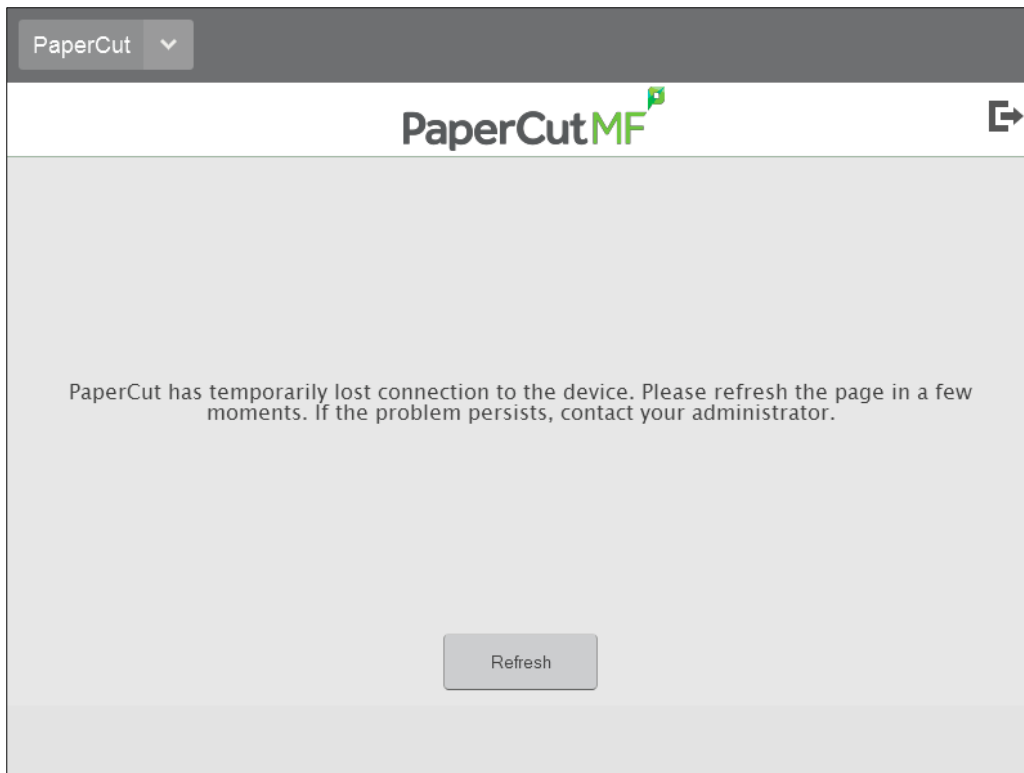 PaperCut
PaperCutMF
PaperCut has temporarily lost connection to the device. Please refresh the page in a few
moments. If the problem persists, contact your administrator.
Refresh